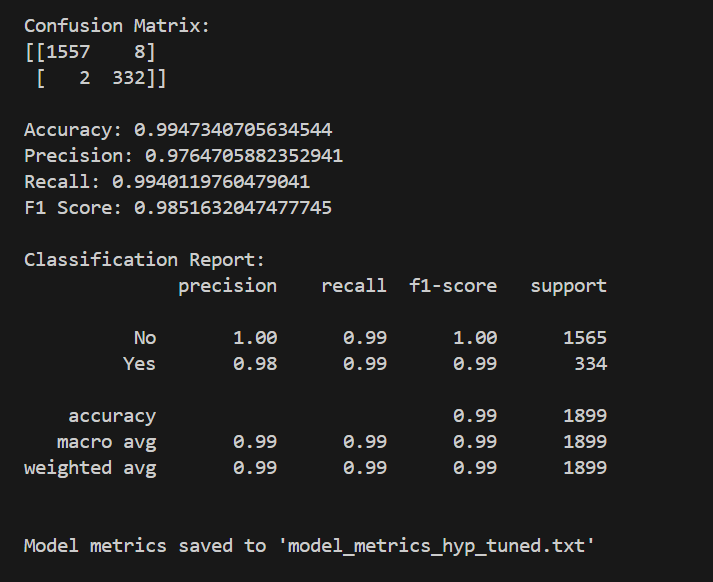 Confusion Matrix:
[[1557    8]
 [   2  332]]
Accuracy: 0.9947340705634544
Precision: 0.9764705882352941
Recall: 0.9940119760479041
F1 Score: 0.9851632047477745
Classification Report:
              precision    recall  f1-score   support
          No       1.00      0.99      1.00      1565
         Yes       0.98      0.99      0.99       334
    accuracy                           0.99      1899
   macro avg       0.99      0.99      0.99      1899
weighted avg       0.99      0.99      0.99      1899
Model metrics saved to 'model_metrics_hyp_tuned.txt'